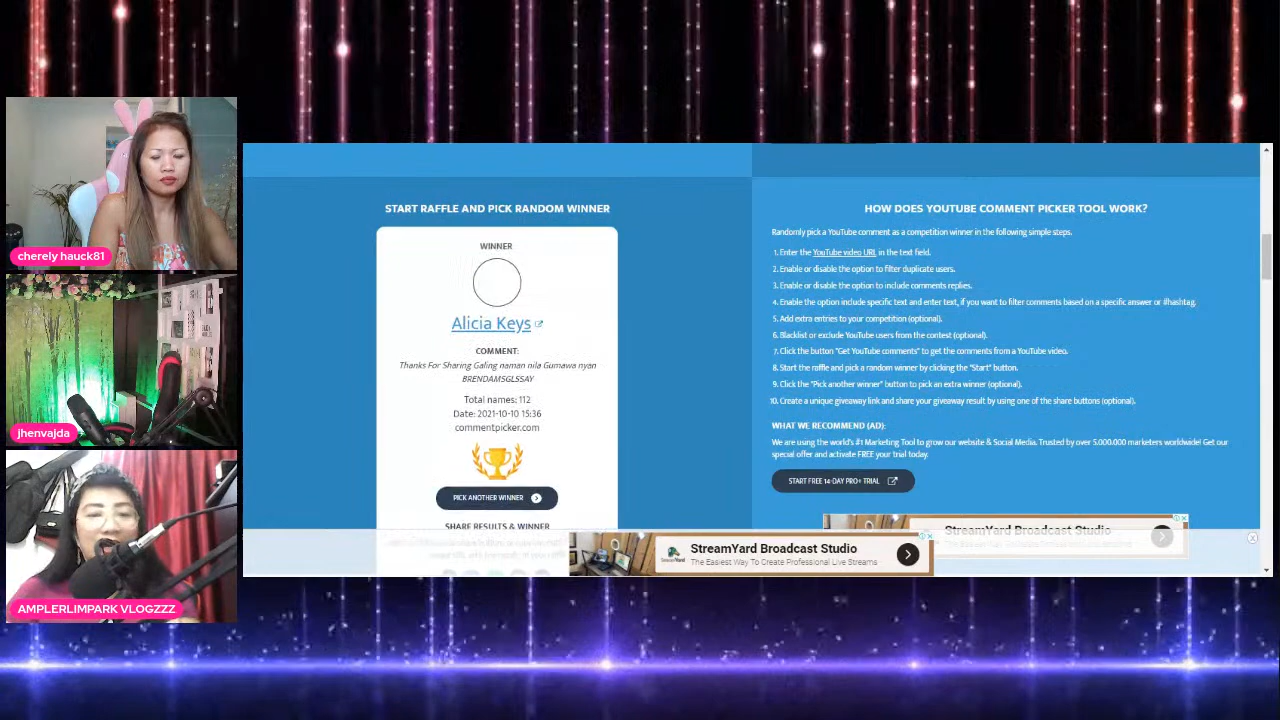 cherely hauck81
jhenvajda
AMPLERLIMPARK VLOGZZZ
START RAFFLE AND PICK RANDOM WINNER
WINNER
Alicia Keys
COMMENT:
Thanks For Sharing Galing naman nila Gumawa nyan
BRENDAMSGLSSAY
Total names: 112
Date: 2021-10-10 15:36
commentpicker.com
PICK ANOTHER WINNER
SHARE RESULTS & WINNER
HOW DOES YOUTUBE COMMENT PICKER TOOL WORK?
Randomly pick a YouTube comment as a competition winner in the following simple steps.
1. Enter the YouTube video URL in the text field.
2. Enable or disable the option to filter duplicate users.
3. Enable or disable the option to include comments replies.
4. Enable the option include specific text and enter text, if you want to filter comments based on a specific answer or #hashtag.
5. Add extra entries to your competition (optional).
6. Blacklist or exclude YouTube users from the contest (optional).
7. Click the button "Get YouTube comments" to get the comments from a YouTube video.
8. Start the raffle and pick a random winner by clicking the "Start" button.
9. Click the "Pick another winner" button to pick an extra winner (optional).
10. Create a unique giveaway link and share your giveaway result by using one of the share buttons (optional).
WHAT WE RECOMMEND (AD):
We are using the world's #1 Marketing Tool to grow our website & Social Media. Trusted by over 5.000.000 marketers worldwide! Get our
special offer and activate FREE your trial today.
START FREE 14-DAY PRO+ TRIAL
StreamYard Broadcast Studio
StreamYard Broadcast Studio
The Easiest Way To Create Professional Live Streams